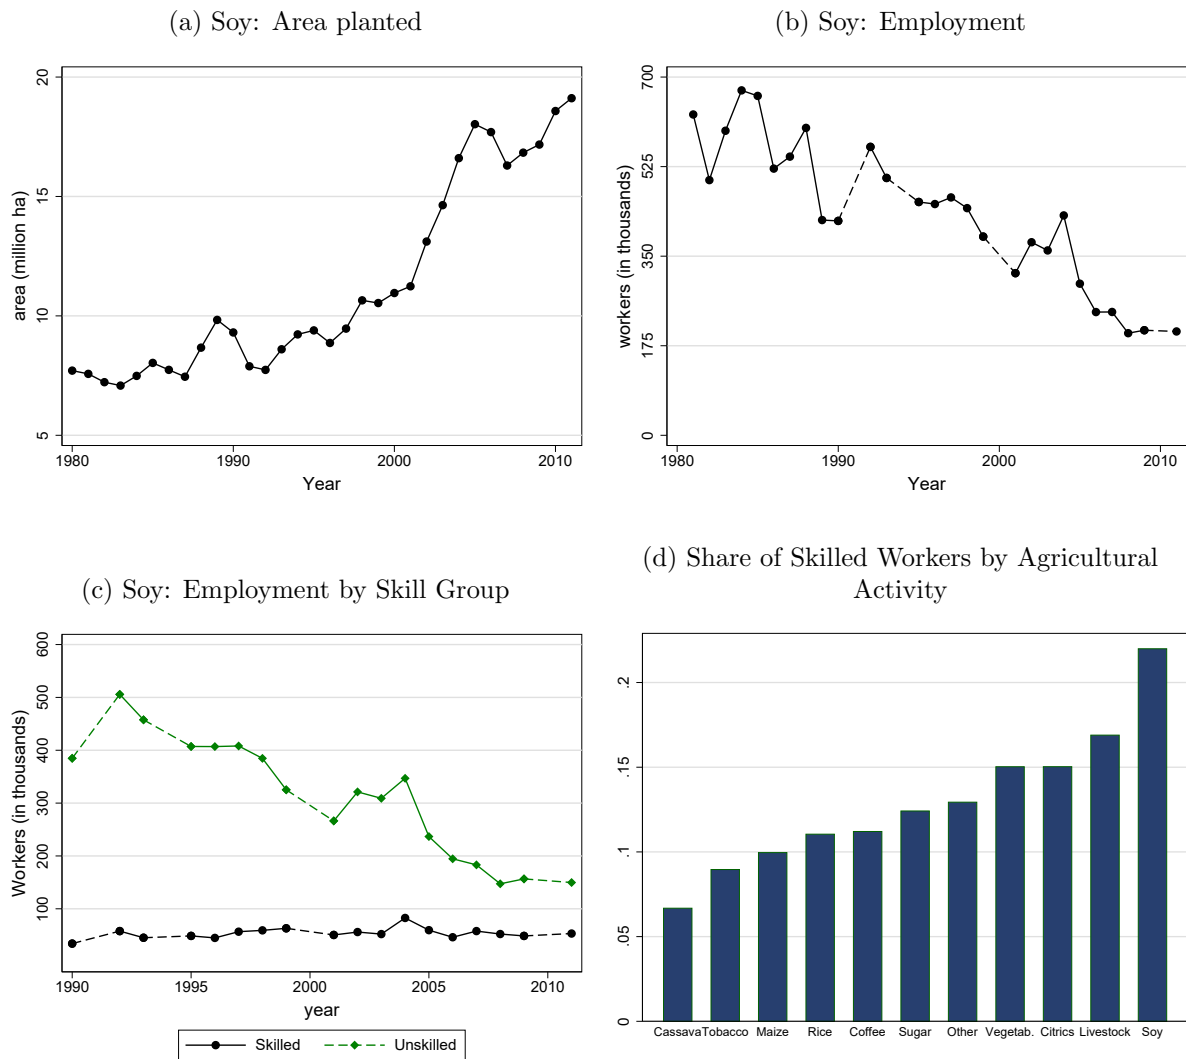 (a) Soy: Area planted
20
15
10
5
area (million ha)
1980
1990
2000
2010
Year
(b) Soy: Employment
700
525
350
175
0
workers (in thousands)
1980
1990
2000
2010
Year
(c) Soy: Employment by Skill Group
600
500
400
300
200
100
Workers (in thousands)
1990
1995
2000
2005
2010
year
Skilled
Unskilled
(d) Share of Skilled Workers by Agricultural
Activity
.2
.15
.1
.05
0
Cassava Tobacco Maize Rice Coffee Sugar Other Vegetab. Citrics Livestock Soy